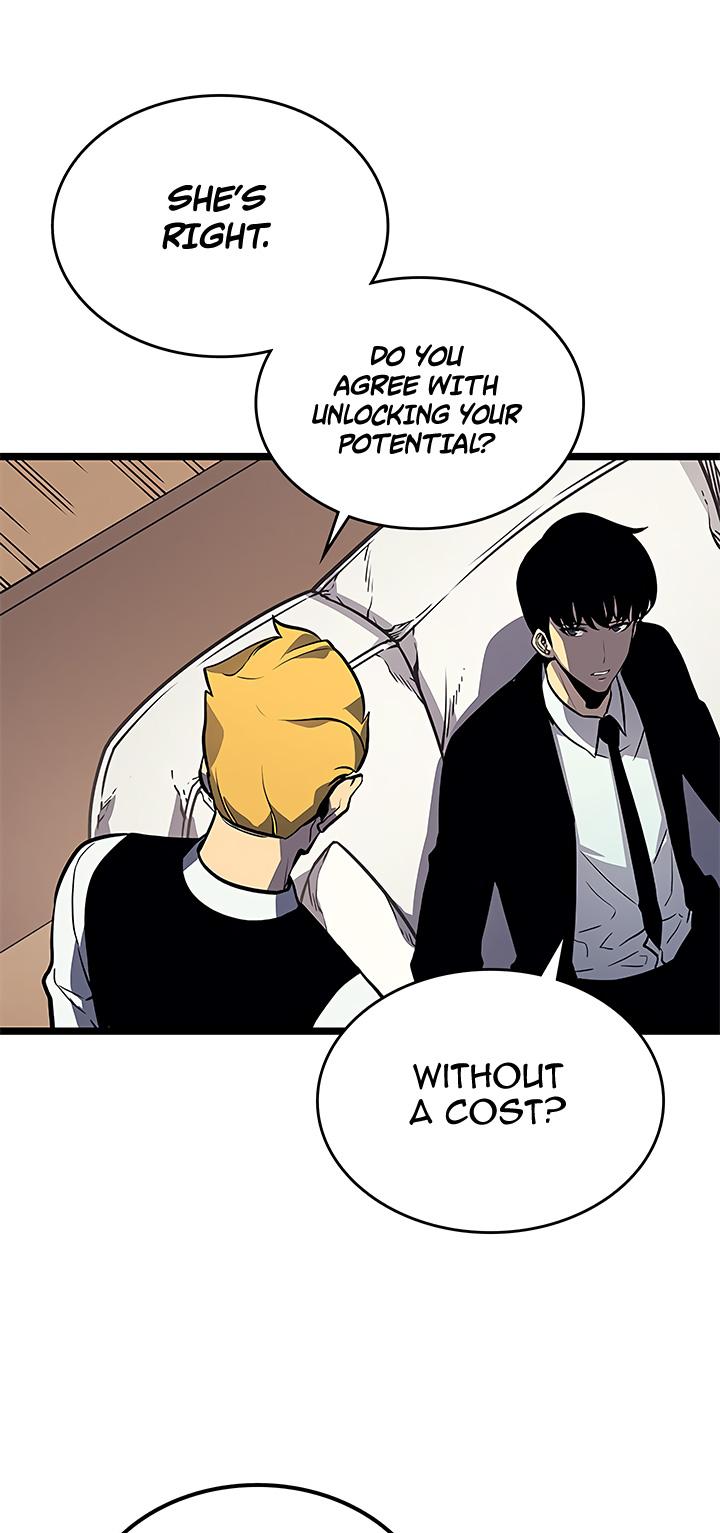 SHE'S
RIGHT.
DO YOU
AGREE WITH
UNLOCKING YOUR
POTENTIAL?
WITHOUT
A COST?